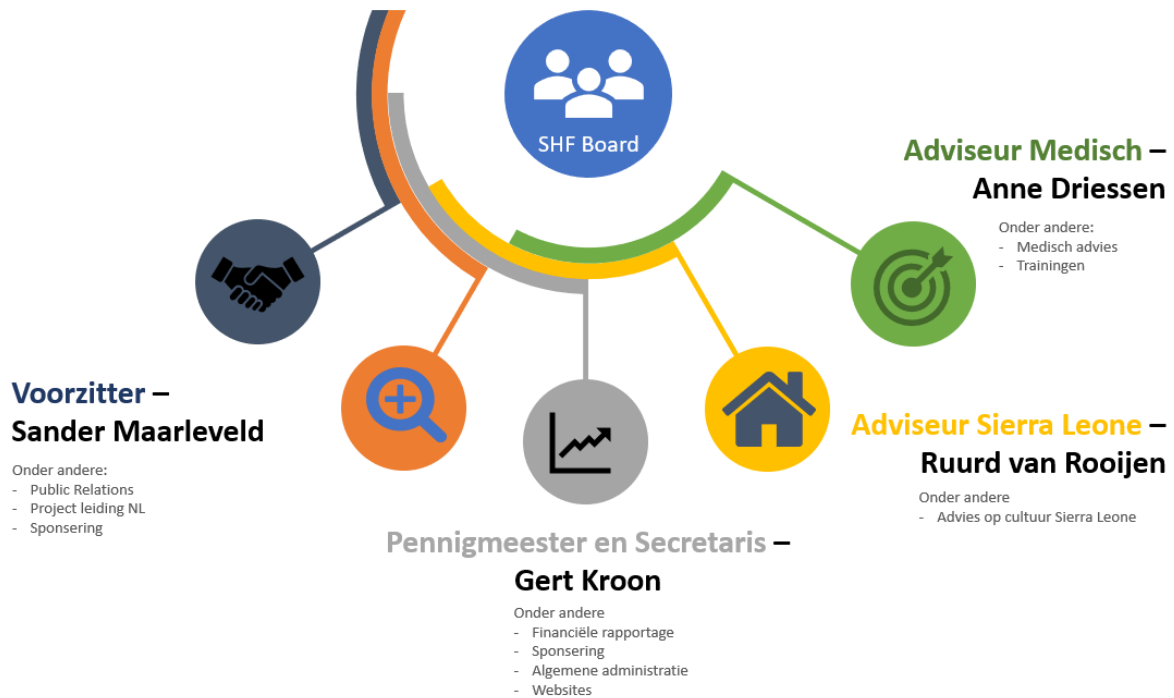 SHF Board
Adviseur Medisch –
Anne Driessen
Onder andere:
- Medisch advies
- Trainingen
Voorzitter –
Sander Maarleveld
Onder andere:
- Public Relations
- Project leiding NL
- Sponsering
Adviseur Sierra Leone –
Ruurd van Rooijen
Onder andere
- Advies op cultuur Sierra Leone
Pennigmeester en Secretaris –
Gert Kroon
Onder andere
- Financiële rapportage
- Sponsering
- Algemene administratie
- Websites